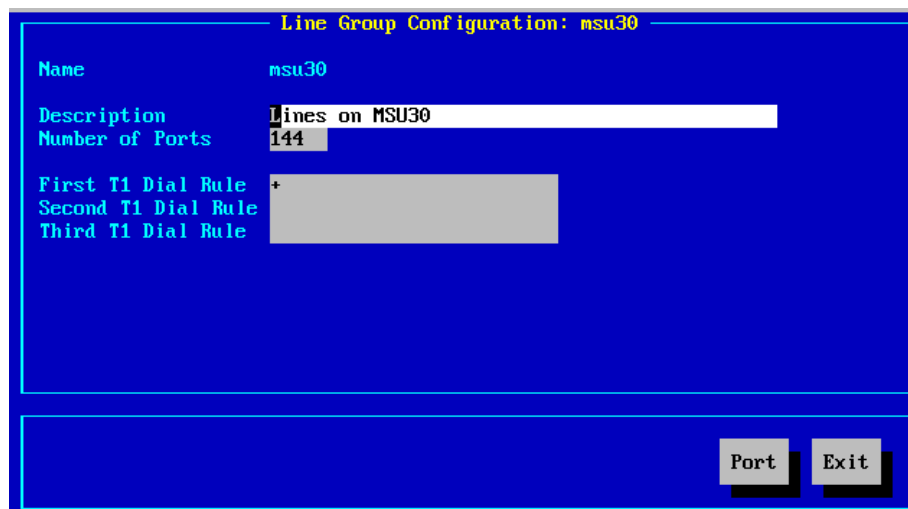 Line Group Configuration: msu30
Name msu30
Description Lines on MSU30
Number of Ports 144
First T1 Dial Rule +
Second T1 Dial Rule
Third T1 Dial Rule
Port Exit